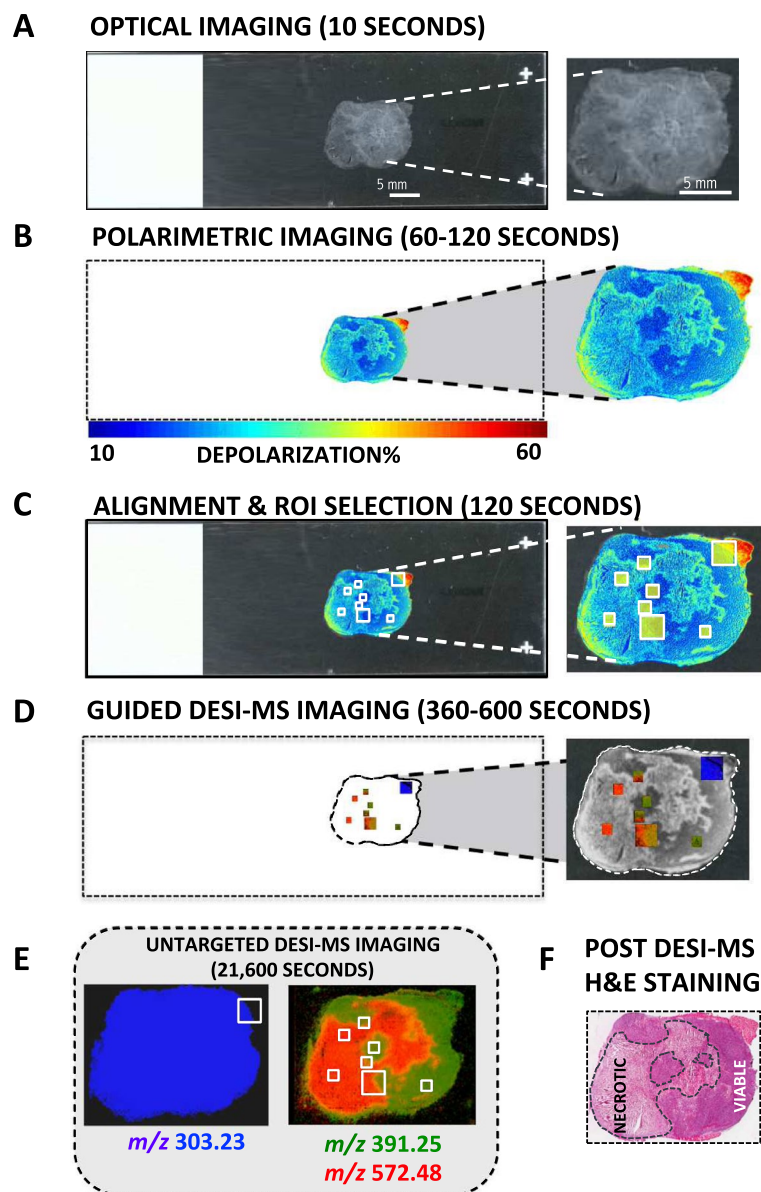 A
OPTICAL IMAGING (10 SECONDS)
5 mm
5 mm
B
POLARIMETRIC IMAGING (60-120 SECONDS)
10
DEPOLARIZATION%
60
C
ALIGNMENT & ROI SELECTION (120 SECONDS)
D
GUIDED DESI-MS IMAGING (360-600 SECONDS)
E
UNTARGETED DESI-MS IMAGING
(21,600 SECONDS)
m/z 303.23
m/z 391.25
m/z 572.48
F
POST DESI-MS
H&E STAINING
NECROTIC
VIABLE